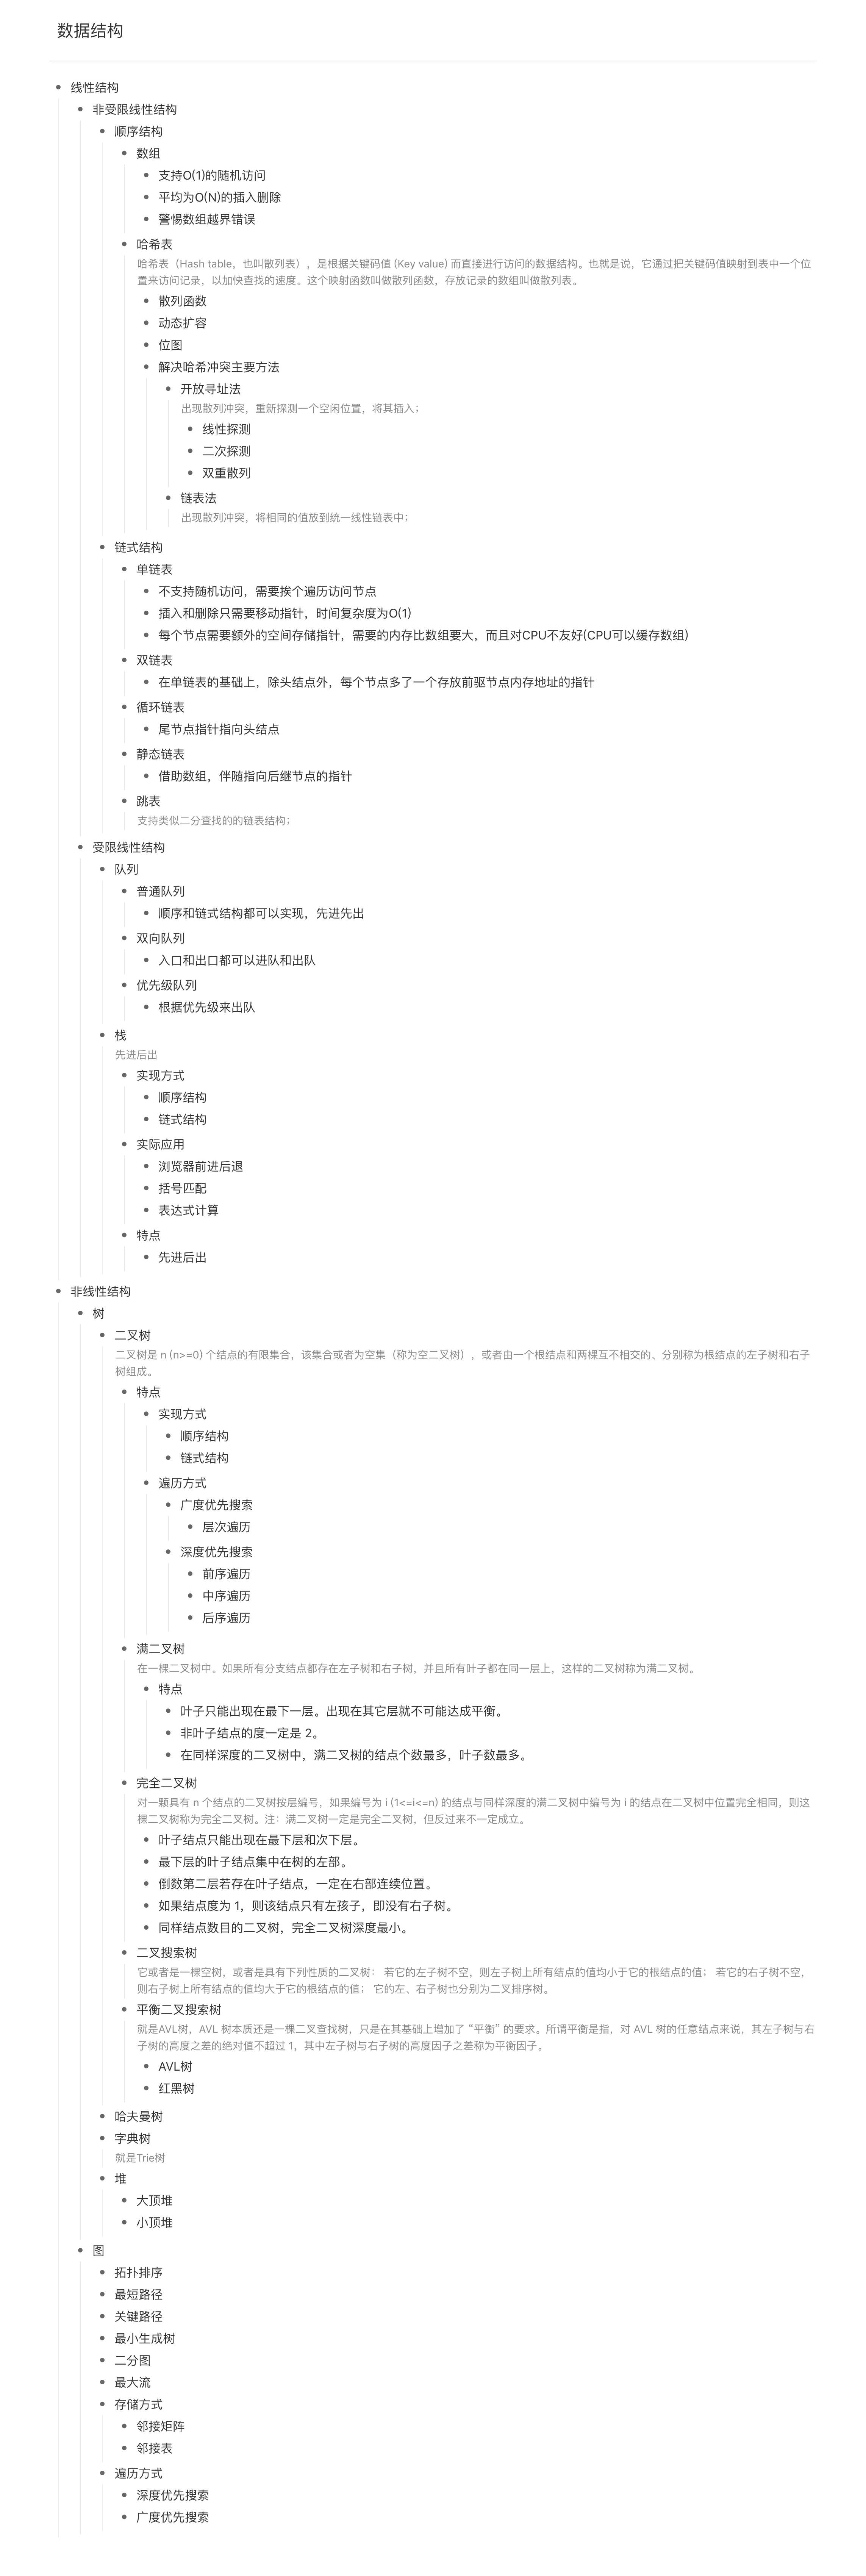 数据结构
线性结构
非受限线性结构
顺序结构
数组
支持O(1)的随机访问
平均为O(N)的插入删除
警惕数组越界错误
哈希表
哈希表（Hash table，也叫散列表），是根据关键码值 (Key value) 而直接进行访问的数据结构。也就是说，它通过把关键码值映射到表中一个位
置来访问记录，以加快查找的速度。这个映射函数叫做散列函数，存放记录的数组叫做散列表。
散列函数
动态扩容
位图
解决哈希冲突主要方法
开放寻址法
出现散列冲突，重新探测一个空闲位置，将其插入；
线性探测
二次探测
双重散列
链表法
出现散列冲突，将相同的值放到统一线性链表中；
链式结构
单链表
不支持随机访问，需要挨个遍历访问节点
插入和删除只需要移动指针，时间复杂度为O(1)
每个节点需要额外的空间存储指针，需要的内存比数组要大，而且对CPU不友好(CPU可以缓存数组)
双链表
在单链表的基础上，除头结点外，每个节点多了一个存放前驱节点内存地址的指针
循环链表
尾节点指针指向头结点
静态链表
借助数组，伴随指向后继节点的指针
跳表
支持类似二分查找的的链表结构；
受限线性结构
队列
普通队列
顺序和链式结构都可以实现，先进先出
双向队列
入口和出口都可以进队和出队
优先级队列
根据优先级来出队
栈
先进后出
实现方式
顺序结构
链式结构
实际应用
浏览器前进后退
括号匹配
表达式计算
特点
先进后出
非线性结构
树
二叉树
二叉树是 n (n>=0) 个结点的有限集合，该集合或者为空集（称为空二叉树），或者由一个根结点和两棵互不相交的、分别称为根结点的左子树和右子
树组成。
特点
实现方式
顺序结构
链式结构
遍历方式
广度优先搜索
层次遍历
深度优先搜索
前序遍历
中序遍历
后序遍历
满二叉树
在一棵二叉树中。如果所有分支结点都存在左子树和右子树，并且所有叶子都在同一层上，这样的二叉树称为满二叉树。
特点
叶子只能出现在最下一层。出现在其它层就不可能达成平衡。
非叶子结点的度一定是 2。
在同样深度的二叉树中，满二叉树的结点个数最多，叶子数最多。
完全二叉树
对一颗具有 n 个结点的二叉树按层编号，如果编号为 i (1<=i<=n) 的结点与同样深度的满二叉树中编号为 i 的结点在二叉树中位置完全相同，则这
棵二叉树称为完全二叉树。注：满二叉树一定是完全二叉树，但反过来不一定成立。
叶子结点只能出现在最下层和次下层。
最下层的叶子结点集中在树的左部。
倒数第二层若存在叶子结点，一定在右部连续位置。
如果结点度为 1，则该结点只有左孩子，即没有右子树。
同样结点数目的二叉树，完全二叉树深度最小。
二叉搜索树
它或者是一棵空树，或者是具有下列性质的二叉树： 若它的左子树不空，则左子树上所有结点的值均小于它的根结点的值； 若它的右子树不空，
则右子树上所有结点的值均大于它的根结点的值； 它的左、右子树也分别为二叉排序树。
平衡二叉搜索树
就是AVL树，AVL 树本质还是一棵二叉查找树，只是在其基础上增加了 “平衡” 的要求。所谓平衡是指，对 AVL 树的任意结点来说，其左子树与右
子树的高度之差的绝对值不超过 1，其中左子树与右子树的高度因子之差称为平衡因子。
AVL树
红黑树
哈夫曼树
字典树
就是Trie树
堆
大顶堆
小顶堆
图
拓扑排序
最短路径
关键路径
最小生成树
二分图
最大流
存储方式
邻接矩阵
邻接表
遍历方式
深度优先搜索
广度优先搜索